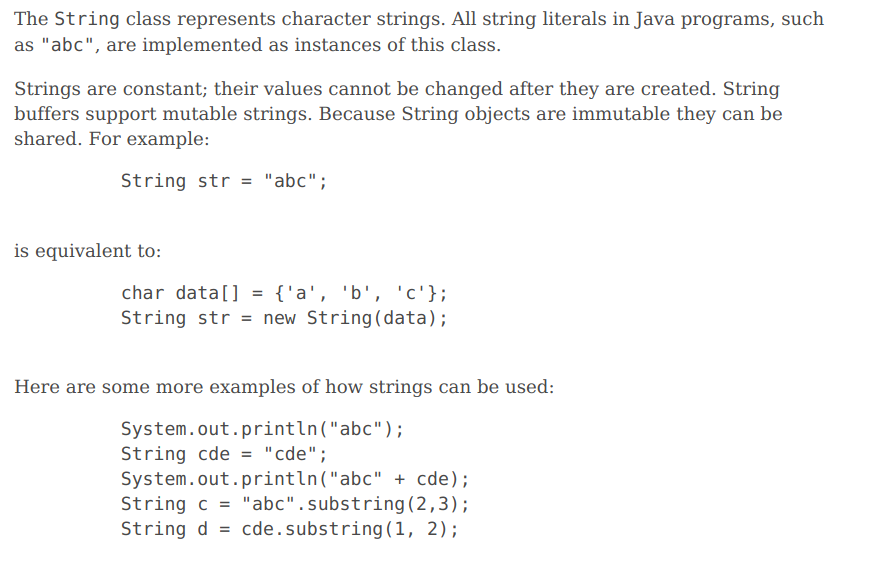 The String class represents character strings. All string literals in Java programs, such
as "abc", are implemented as instances of this class.
Strings are constant; their values cannot be changed after they are created. String
buffers support mutable strings. Because String objects are immutable they can be
shared. For example:
String str = "abc";
is equivalent to:
char data[] = {'a', 'b', 'c'};
String str = new String(data);
Here are some more examples of how strings can be used:
System.out.println("abc");
String cde = "cde";
System.out.println("abc" + cde);
String c = "abc".substring(2,3);
String d = cde.substring(1, 2);